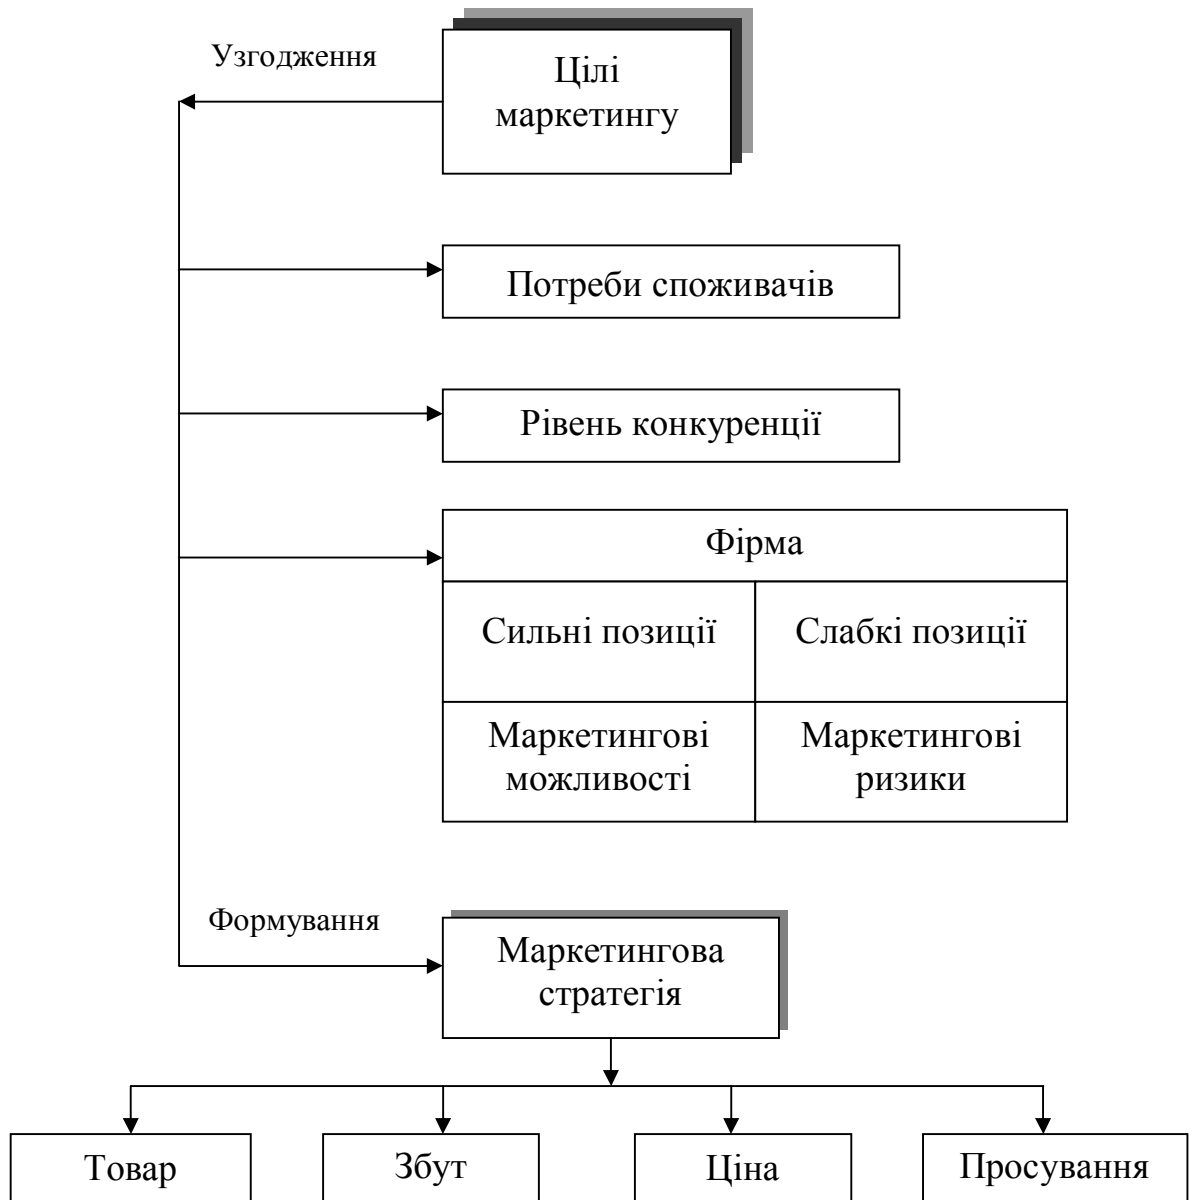 Узгодження
Цілі
маркетингу
Потреби споживачів
Рівень конкуренції
Фірма
Сильні позиції
Слабкі позиції
Маркетингові
можливості
Маркетингові
ризики
Формування
Маркетингова
стратегія
Товар
Збут
Ціна
Просування